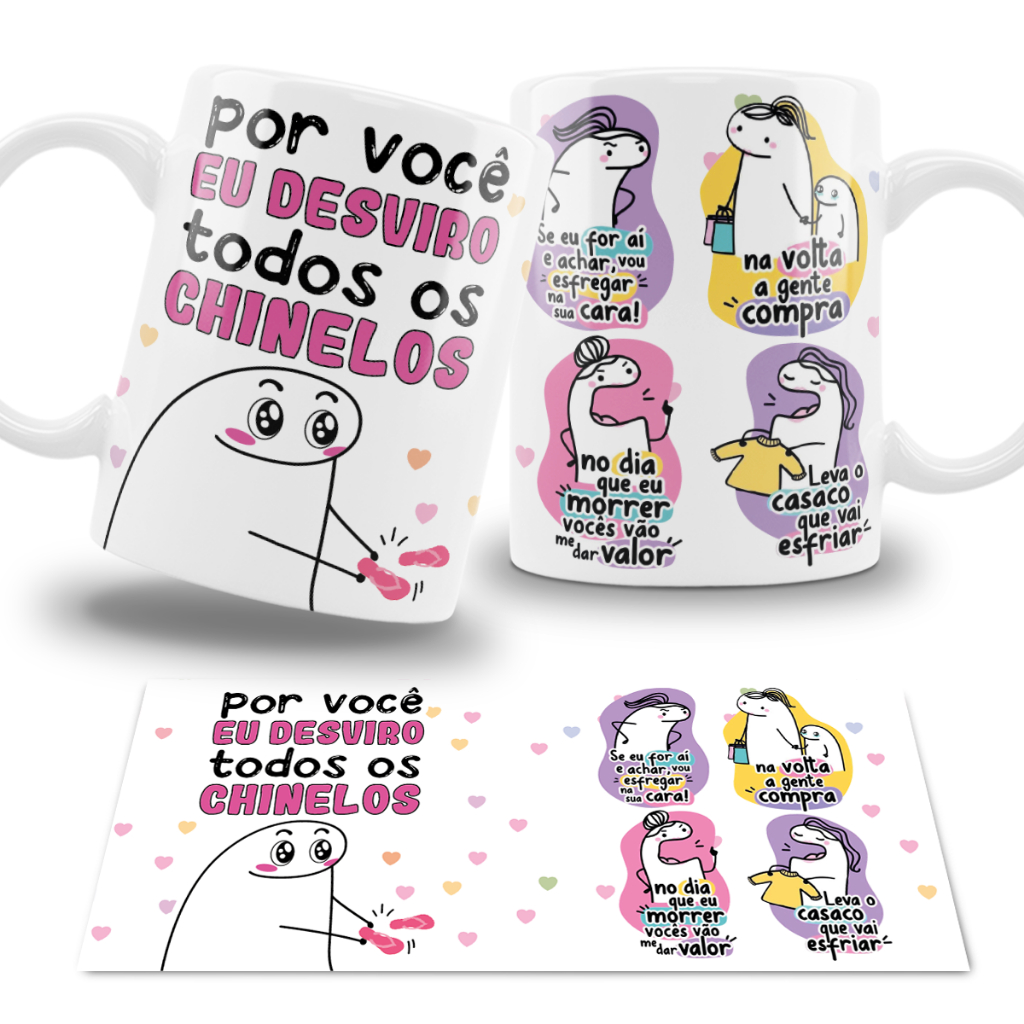 por você
EU DESVIRO
todos os
CHINELOS
Se eu for aí
e achar, vou
esfregar
na
sua cara!
na volta
a gente
compra
no dia
que eu
morrer
vocês vão
me dar valor
Leva o
casaco
que vai
esfriar
por você
EU DESVIRO
todos os
CHINELOS
Se eu for aí
e achar, vou
esfregar
na
sua cara!
na volta
a gente
compra
no dia
que eu
morrer
vocês vão
me dar valor
Leva o
casaco
que vai
esfriar